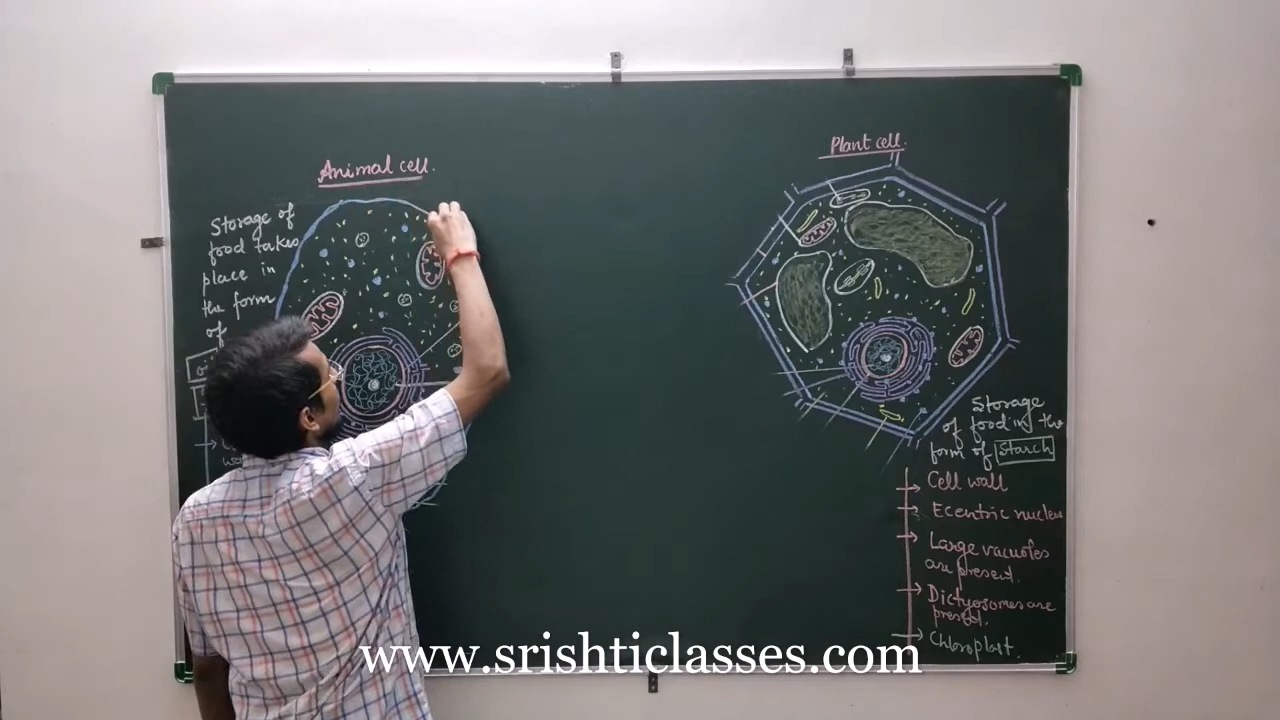 Animal cell.
Storage of
food takes
place in
the form
of
Plant cell.
Storage
of food in the
form of Starch
Cell wall
Ecentric nucleus
Large vacuoles
are present.
Dictyosomes are
present.
Chloroplast.
www.srishticlasses.com